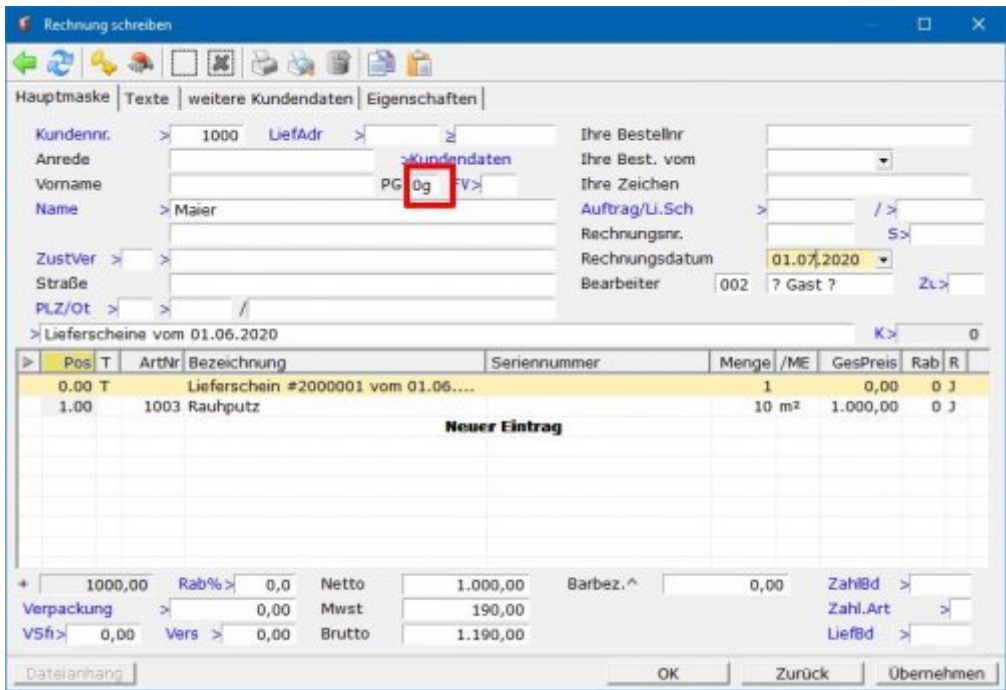 Rechnung schreiben
Hauptmaske Texte weitere Kundendaten Eigenschaften
Kundennr. > 1000 LiefAdr > > Ihre Bestellnr
Anrede >Kundendaten Ihre Best. vom
Vorname PG 0g FV> Ihre Zeichen
Name > Maier Auftrag/Li.Sch > / >
Rechnungsnr. S>
ZustVer > > Rechnungsdatum 01.07.2020
Straße Bearbeiter 002 ? Gast ? Zu>
PLZ/Ot > > /
> Lieferscheine vom 01.06.2020 K> 0
> Pos T ArtNr Bezeichnung Seriennummer Menge /ME GesPreis Rab R
0.00 T Lieferschein #2000001 vom 01.06.... 1 0,00 0 J
1.00 1003 Rauhputz 10 m² 1.000,00 0 J
Neuer Eintrag
+ 1000,00 Rab% > 0,0 Netto 1.000,00 Barbez.^ 0,00 ZahlBd >
Verpackung > 0,00 Mwst 190,00 Zahl.Art >
VSfr> 0,00 Vers > 0,00 Brutto 1.190,00 LiefBd >
Dateianhang OK Zurück Übernehmen